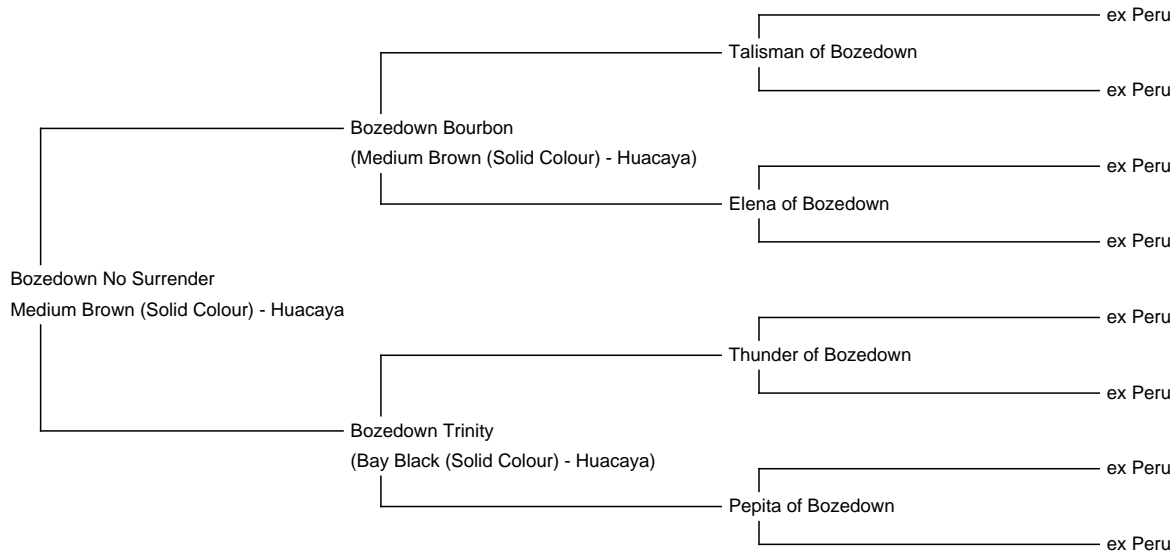 ex Peru
Talisman of Bozedown
ex Peru
Bozedown Bourbon
(Medium Brown (Solid Colour) - Huacaya)
ex Peru
Elena of Bozedown
ex Peru
Bozedown No Surrender
Medium Brown (Solid Colour) - Huacaya
ex Peru
Thunder of Bozedown
ex Peru
Bozedown Trinity
(Bay Black (Solid Colour) - Huacaya)
ex Peru
Pepita of Bozedown
ex Peru